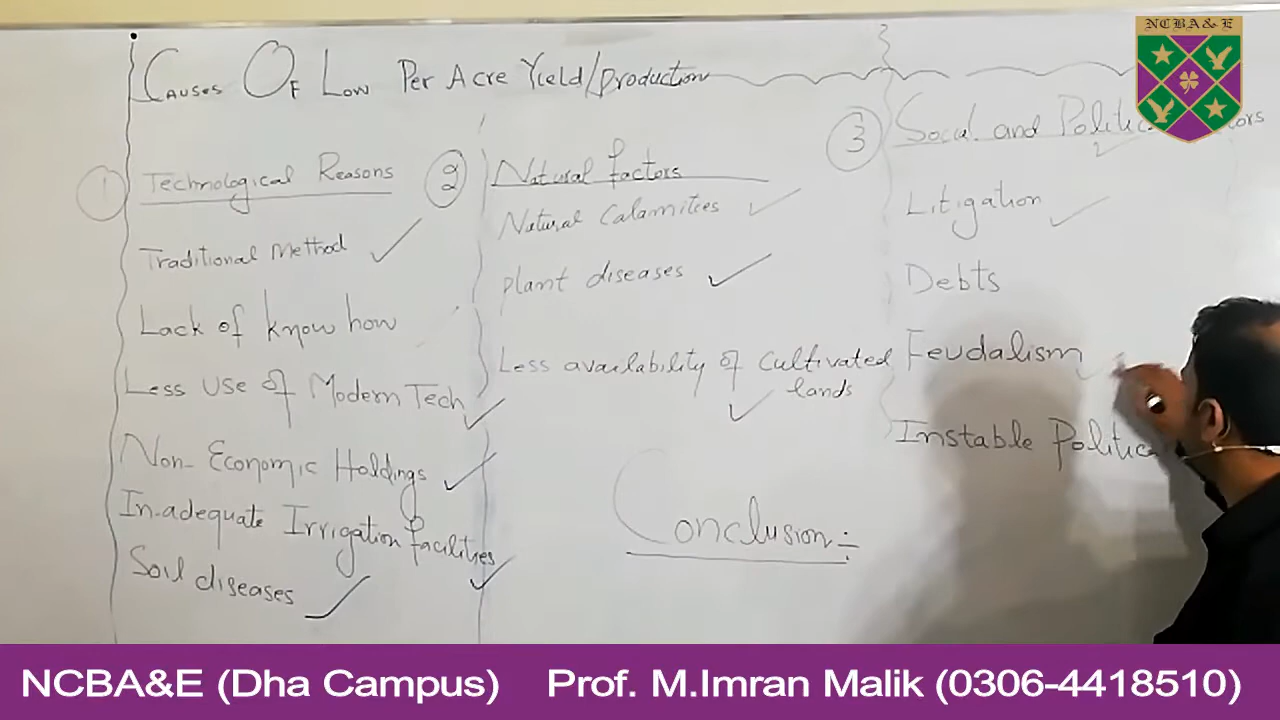 NCBA&E
Causes Of Low Per Acre Yield/production
1 Technological Reasons
Traditional Method
Lack of know how
Less use of Modern Tech
Non-Economic Holdings
In-adequate Irrigation facilities
Soil diseases
2 Natural factors
Natural Calamities
plant diseases
Less availability of cultivated
lands
3 Social and
Litigation
Debts
Feudalism
Instable
Conclusion:-
NCBA&E (Dha Campus) Prof. M.Imran Malik (0306-4418510)